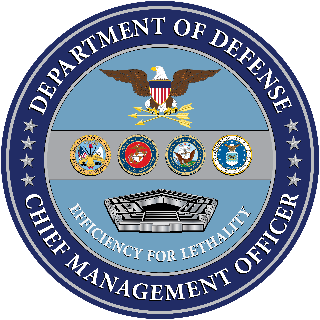 DEPARTMENT OF DEFENSE
EFFICIENCY FOR LETHALITY
CHIEF MANAGEMENT OFFICER